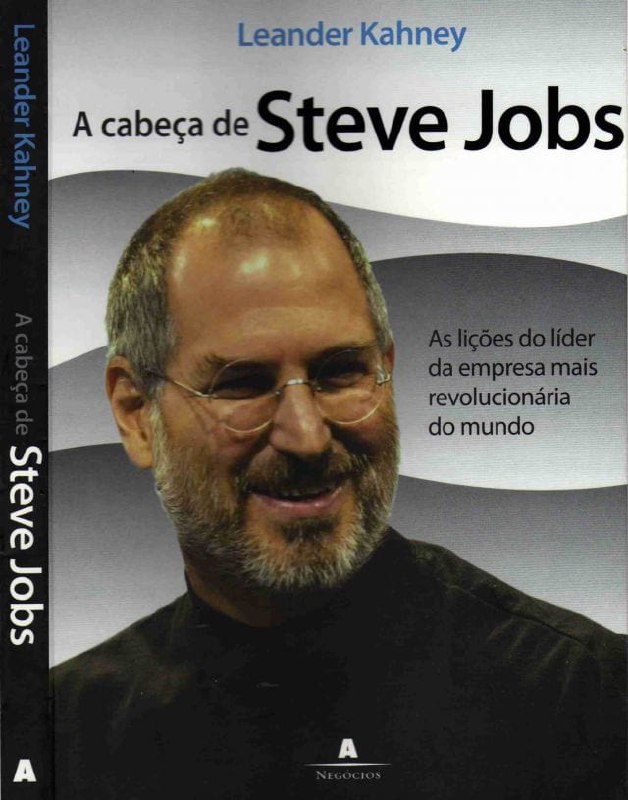 Leander Kahney
A cabeça de Steve Jobs
A
Leander Kahney
A cabeça de Steve Jobs
As lições do líder
da empresa mais
revolucionária
do mundo
A
NEGÓCIOS